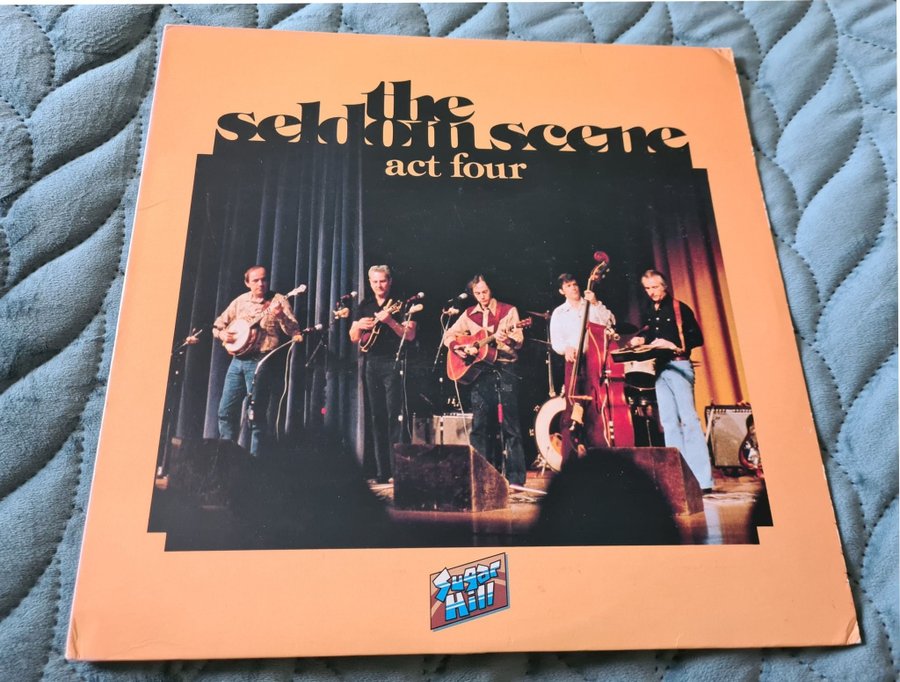 the
seldom scene
act four
Sugar
Hill